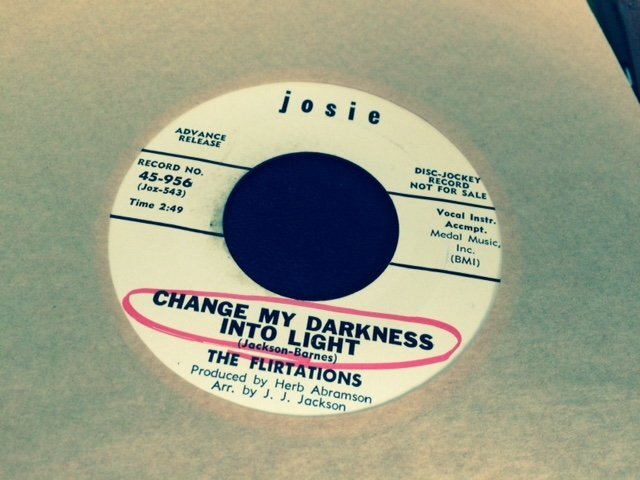 josie
ADVANCE
RELEASE
RECORD NO.
45-956
(Joz-543)
Time 2:49
DISC-JOCKEY
RECORD
NOT FOR SALE
Vocal Instr.
Accmpt.
Medal Music,
Inc.
(BMI)
CHANGE MY DARKNESS
INTO LIGHT
(Jackson-Barnes)
THE FLIRTATIONS
Produced by Herb Abramson
Arr. by J. J. Jackson